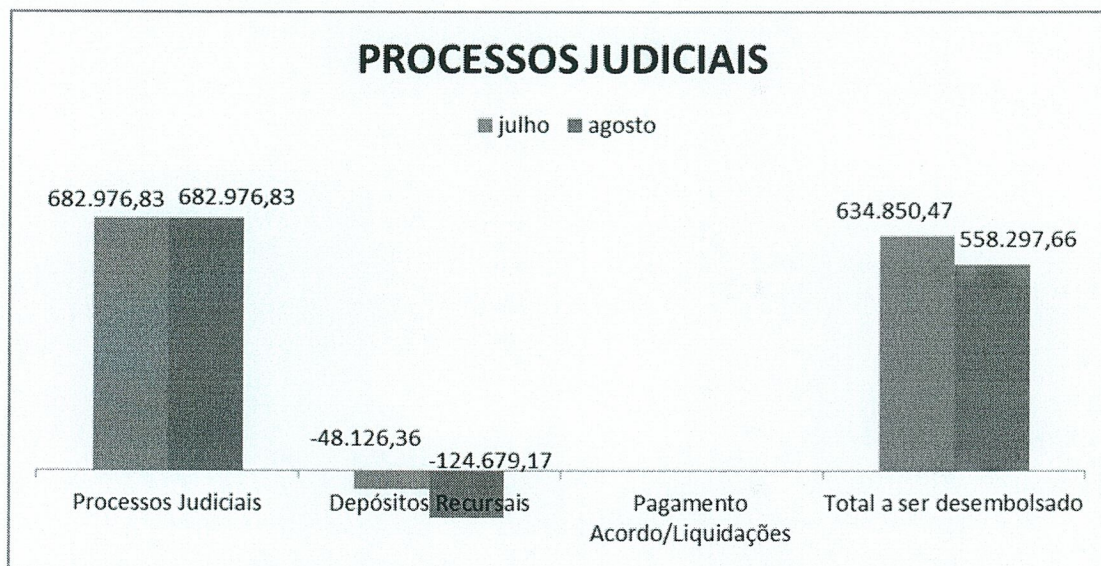 PROCESSOS JUDICIAIS
julho agosto
682.976,83 682.976,83
634.850,47
558.297,66
-48.126,36
-124.679,17
Processos Judiciais Depósitos Recursais Pagamento Acordo/Liquidações Total a ser desembolsado